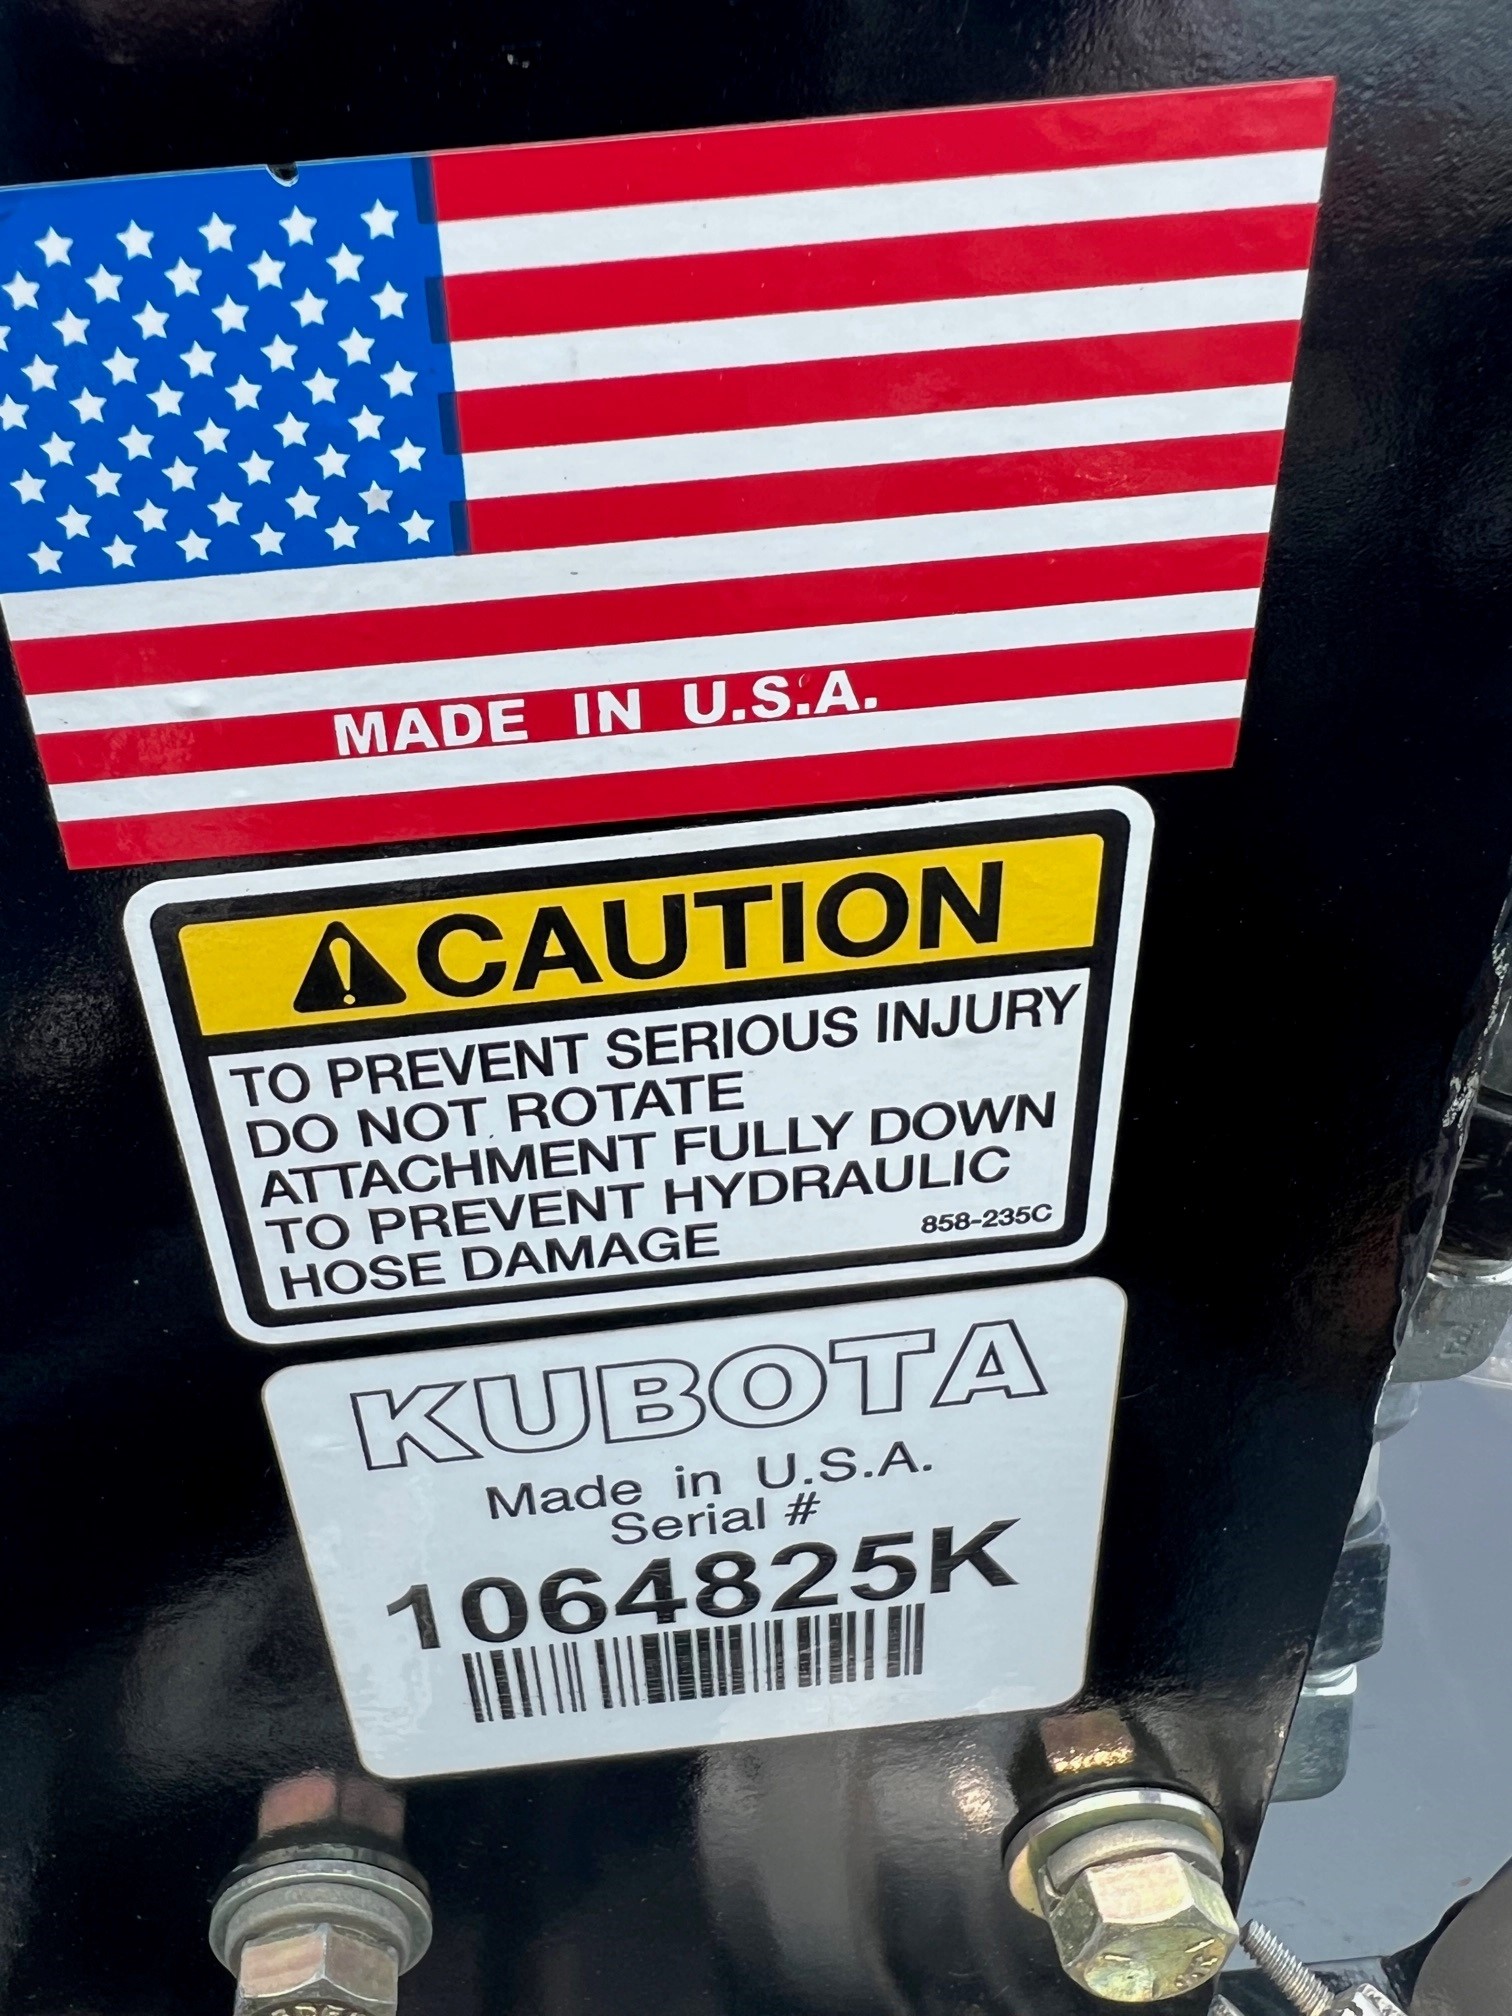 MADE IN U.S.A.
CAUTION
TO PREVENT SERIOUS INJURY
DO NOT ROTATE
ATTACHMENT FULLY DOWN
TO PREVENT HYDRAULIC
HOSE DAMAGE
858-235C
KUBOTA
Made in U.S.A.
Serial #
1064825K